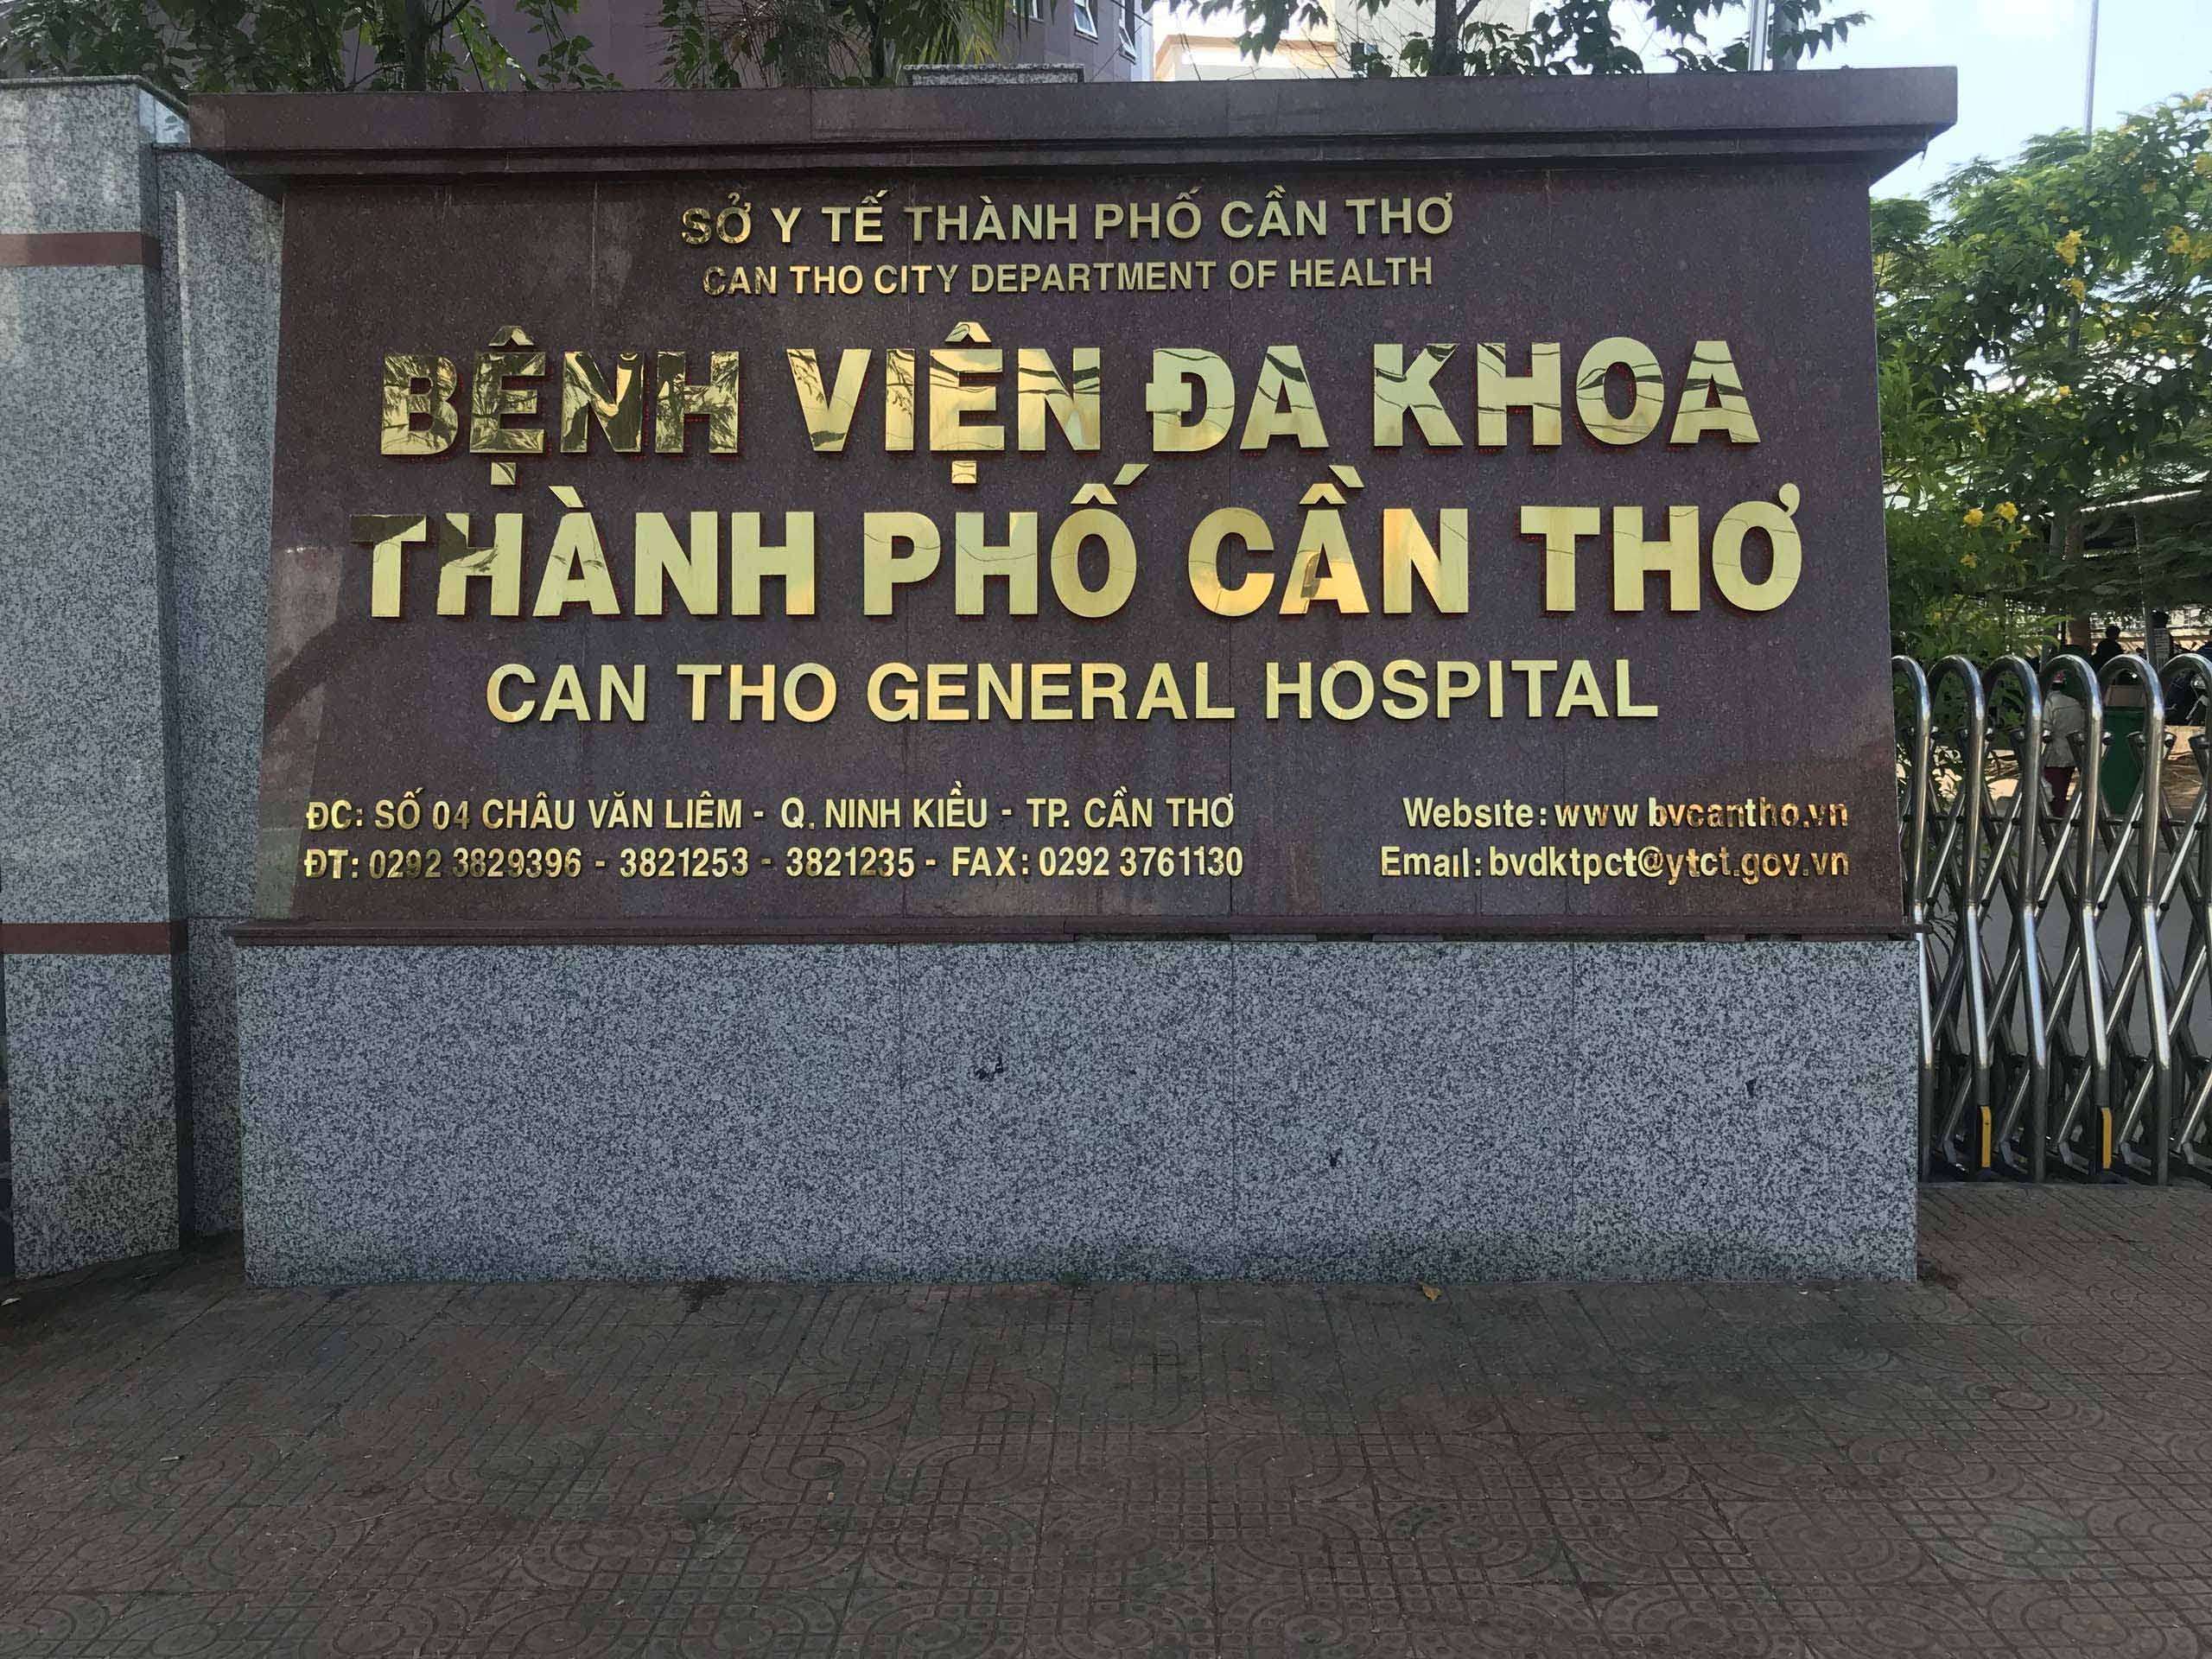 SỞ Y TẾ THÀNH PHỐ CẦN THƠ
CAN THO CITY DEPARTMENT OF HEALTH
BỆNH VIỆN ĐA KHOA
THÀNH PHỐ CẦN THƠ
CAN THO GENERAL HOSPITAL
ĐC: SỐ 04 CHÂU VĂN LIÊM - Q. NINH KIỀU - TP. CẦN THƠ
ĐT: 0292 3829396 - 3821253 - 3821235 - FAX: 0292 3761130
Website: www bvcantho.vn
Email: bvdktpct@ytct.gov.vn